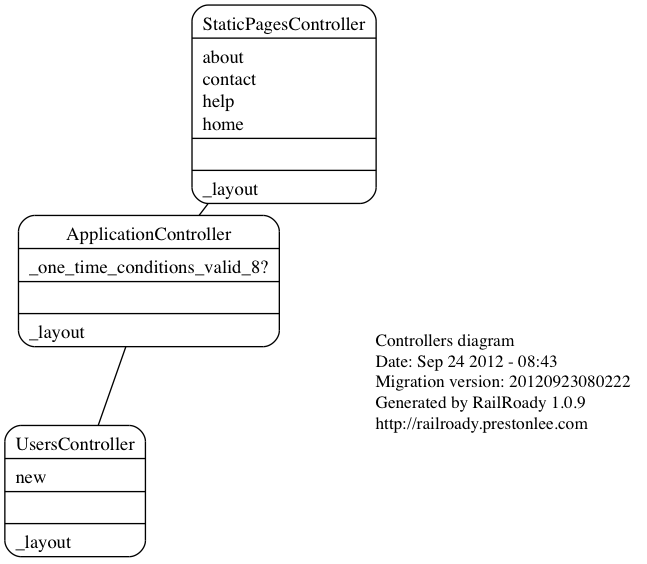 StaticPagesController
about
contact
help
home
_layout
ApplicationController
_one_time_conditions_valid_8?
_layout
Controllers diagram
Date: Sep 24 2012 - 08:43
Migration version: 20120923080222
Generated by RailRoady 1.0.9
http://railroady.prestonlee.com
UsersController
new
_layout